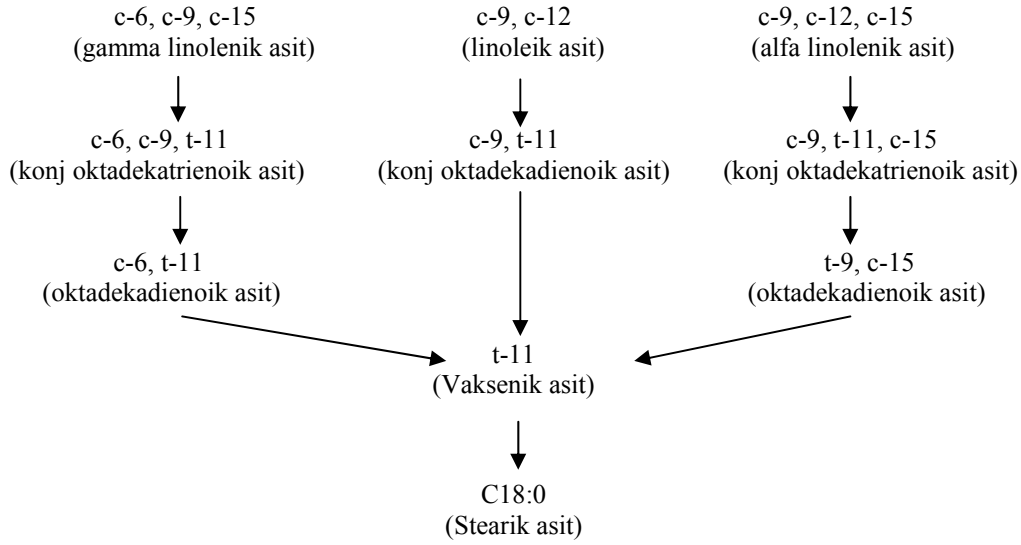 c-6, c-9, c-15
(gamma linolenik asit)
c-9, c-12
(linoleik asit)
c-9, c-12, c-15
(alfa linolenik asit)
c-6, c-9, t-11
(konj oktadekatrienoik asit)
c-9, t-11
(konj oktadekadienoik asit)
c-9, t-11, c-15
(konj oktadekatrienoik asit)
c-6, t-11
(oktadekadienoik asit)
t-9, c-15
(oktadekadienoik asit)
t-11
(Vaksenik asit)
C18:0
(Stearik asit)